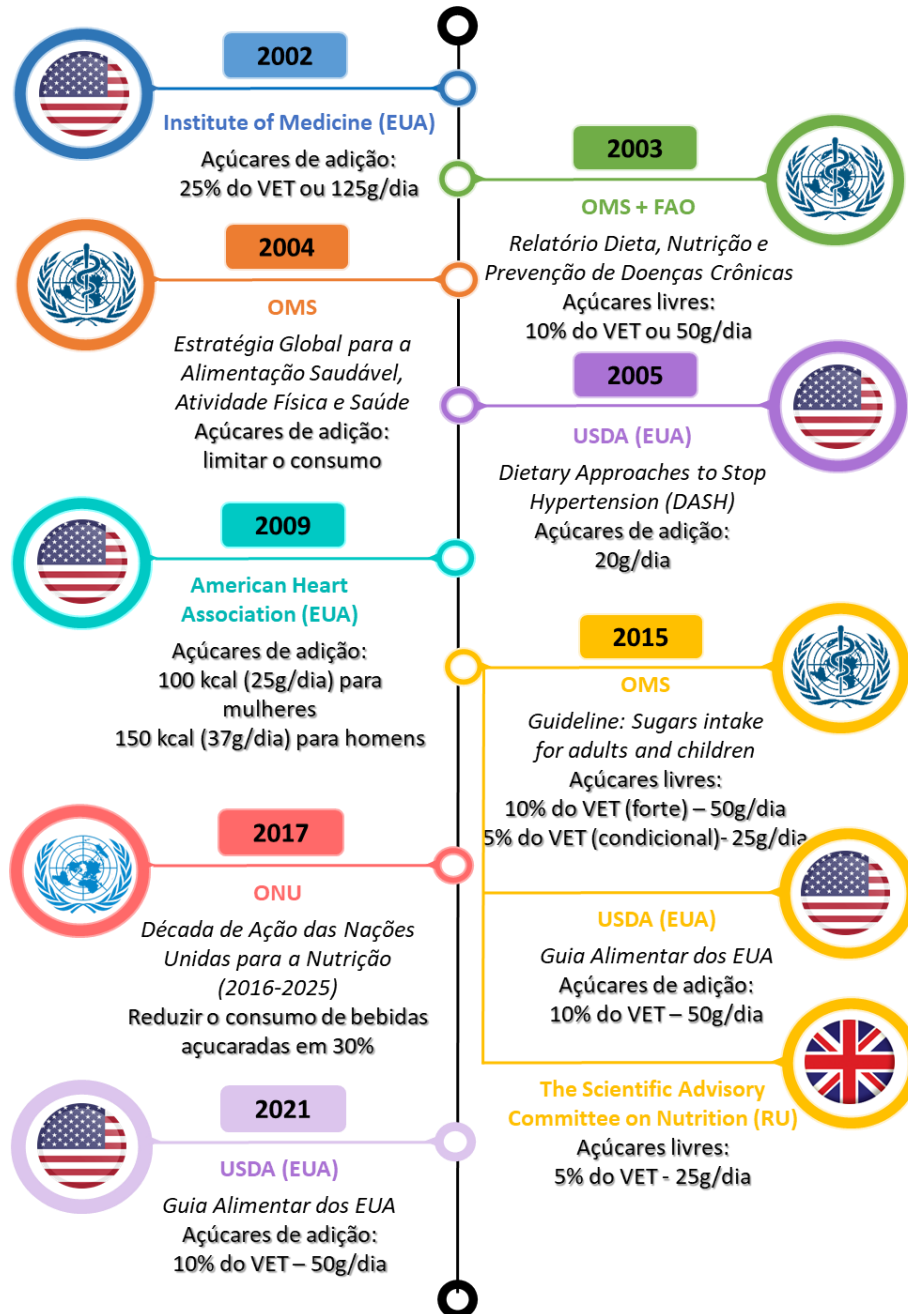 2002
Institute of Medicine (EUA)
Açúcares de adição:
25% do VET ou 125g/dia
2003
OMS + FAO
Relatório Dieta, Nutrição e
Prevenção de Doenças Crônicas
Açúcares livres:
10% do VET ou 50g/dia
2004
OMS
Estratégia Global para a
Alimentação Saudável,
Atividade Física e Saúde
Açúcares de adição:
limitar o consumo
2005
USDA (EUA)
Dietary Approaches to Stop
Hypertension (DASH)
Açúcares de adição:
20g/dia
2009
American Heart
Association (EUA)
Açúcares de adição:
100 kcal (25g/dia) para
mulheres
150 kcal (37g/dia) para homens
2015
OMS
Guideline: Sugars intake
for adults and children
Açúcares livres:
10% do VET (forte) – 50g/dia
5% do VET (condicional)- 25g/dia
USDA (EUA)
Guia Alimentar dos EUA
Açúcares de adição:
10% do VET – 50g/dia
The Scientific Advisory
Committee on Nutrition (RU)
Açúcares livres:
5% do VET - 25g/dia
2017
ONU
Década de Ação das Nações
Unidas para a Nutrição
(2016-2025)
Reduzir o consumo de bebidas
açucaradas em 30%
2021
USDA (EUA)
Guia Alimentar dos EUA
Açúcares de adição:
10% do VET – 50g/dia